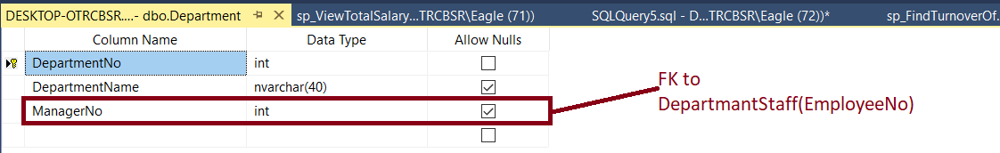 DESKTOP-OTRCBSR....- dbo.Department
sp_ViewTotalSalary...TRCBSR\Eagle (71))
SQLQuery5.sql - D...TRCBSR\Eagle (72))*
sp_FindTurnoverOf.
Column Name Data Type Allow Nulls
DepartmentNo int
DepartmentName nvarchar(40)
ManagerNo int
FK to
DepartmantStaff(EmployeeNo)